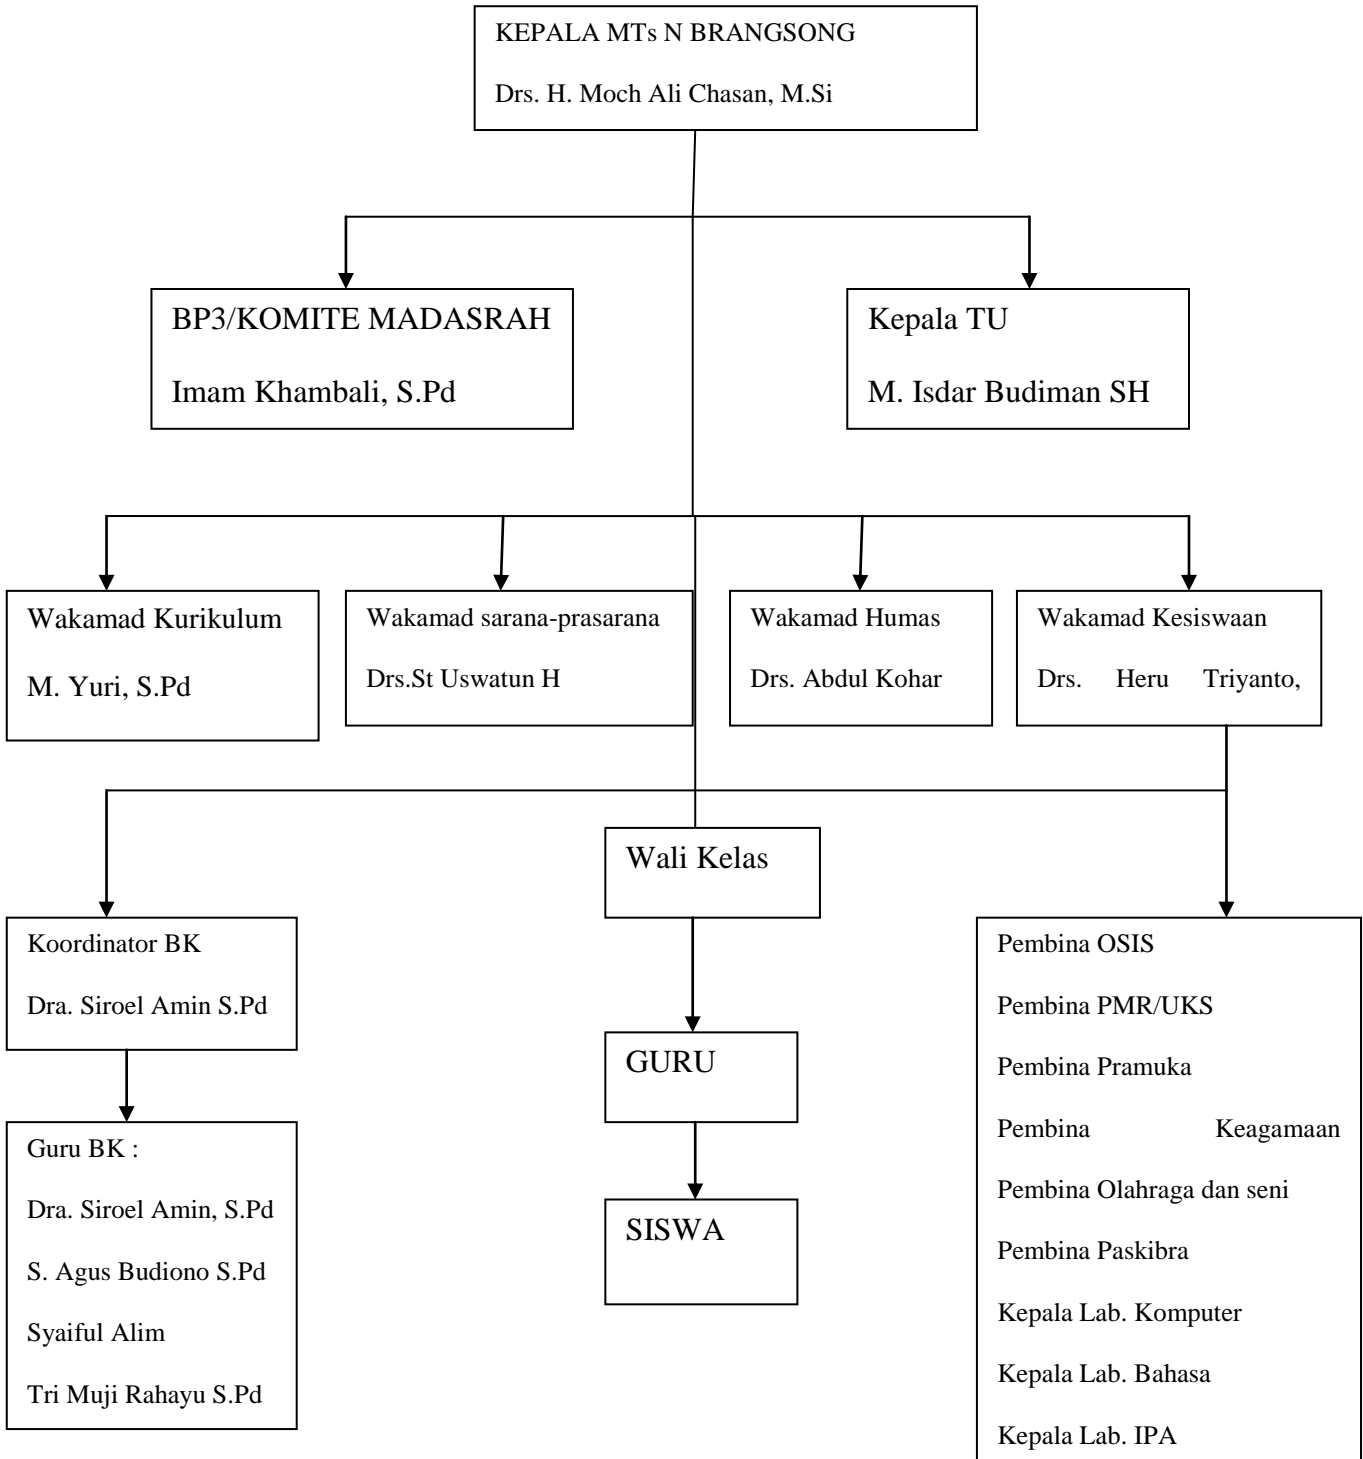 KEPALA MTs N BRANGSONG
Drs. H. Moch Ali Chasan, M.Si
BP3/KOMITE MADASRAH
Imam Khambali, S.Pd
Kepala TU
M. Isdar Budiman SH
Wakamad Kurikulum
M. Yuri, S.Pd
Wakamad sarana-prasarana
Drs.St Uswatun H
Wakamad Humas
Drs. Abdul Kohar
Wakamad Kesiswaan
Drs. Heru Triyanto,
Wali Kelas
Koordinator BK
Dra. Siroel Amin S.Pd
GURU
Guru BK :
Dra. Siroel Amin, S.Pd
S. Agus Budiono S.Pd
Syaiful Alim
Tri Muji Rahayu S.Pd
SISWA
Pembina OSIS
Pembina PMR/UKS
Pembina Pramuka
Pembina Keagamaan
Pembina Olahraga dan seni
Pembina Paskibra
Kepala Lab. Komputer
Kepala Lab. Bahasa
Kepala Lab. IPA